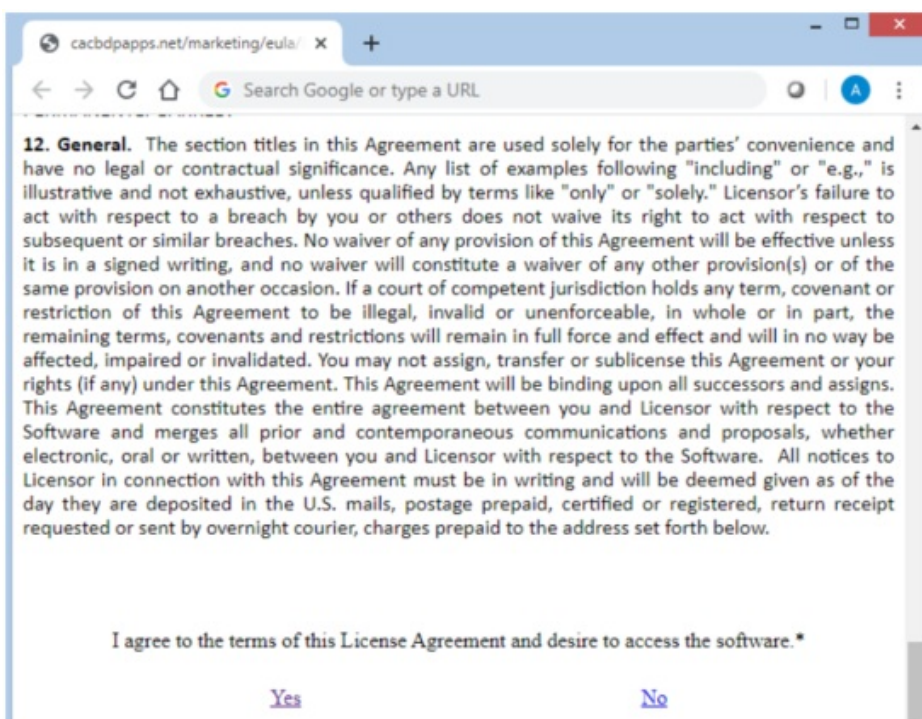 cacbdpapps.net/marketing/eula/
Search Google or type a URL
A
12. General. The section titles in this Agreement are used solely for the parties' convenience and
have no legal or contractual significance. Any list of examples following "including" or "e.g.," is
illustrative and not exhaustive, unless qualified by terms like "only" or "solely." Licensor's failure to
act with respect to a breach by you or others does not waive its right to act with respect to
subsequent or similar breaches. No waiver of any provision of this Agreement will be effective unless
it is in a signed writing, and no waiver will constitute a waiver of any other provision(s) or of the
same provision on another occasion. If a court of competent jurisdiction holds any term, covenant or
restriction of this Agreement to be illegal, invalid or unenforceable, in whole or in part, the
remaining terms, covenants and restrictions will remain in full force and effect and will in no way be
affected, impaired or invalidated. You may not assign, transfer or sublicense this Agreement or your
rights (if any) under this Agreement. This Agreement will be binding upon all successors and assigns.
This Agreement constitutes the entire agreement between you and Licensor with respect to the
Software and merges all prior and contemporaneous communications and proposals, whether
electronic, oral or written, between you and Licensor with respect to the Software. All notices to
Licensor in connection with this Agreement must be in writing and will be deemed given as of the
day they are deposited in the U.S. mails, postage prepaid, certified or registered, return receipt
requested or sent by overnight courier, charges prepaid to the address set forth below.
I agree to the terms of this License Agreement and desire to access the software.*
Yes No